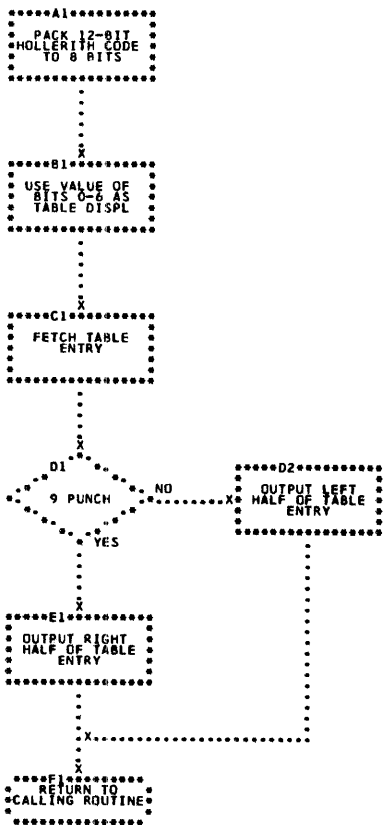 A1
PACK 12-BIT
HOLLERITH CODE
TO 8 BITS
X
B1
USE VALUE OF
BITS 0-6 AS
TABLE DISPL
X
C1
FETCH TABLE
ENTRY
X
D1
9 PUNCH
NO
X
D2
OUTPUT LEFT
HALF OF TABLE
ENTRY
YES
X
E1
OUTPUT RIGHT
HALF OF TABLE
ENTRY
X
X
F1
RETURN TO
CALLING ROUTINE